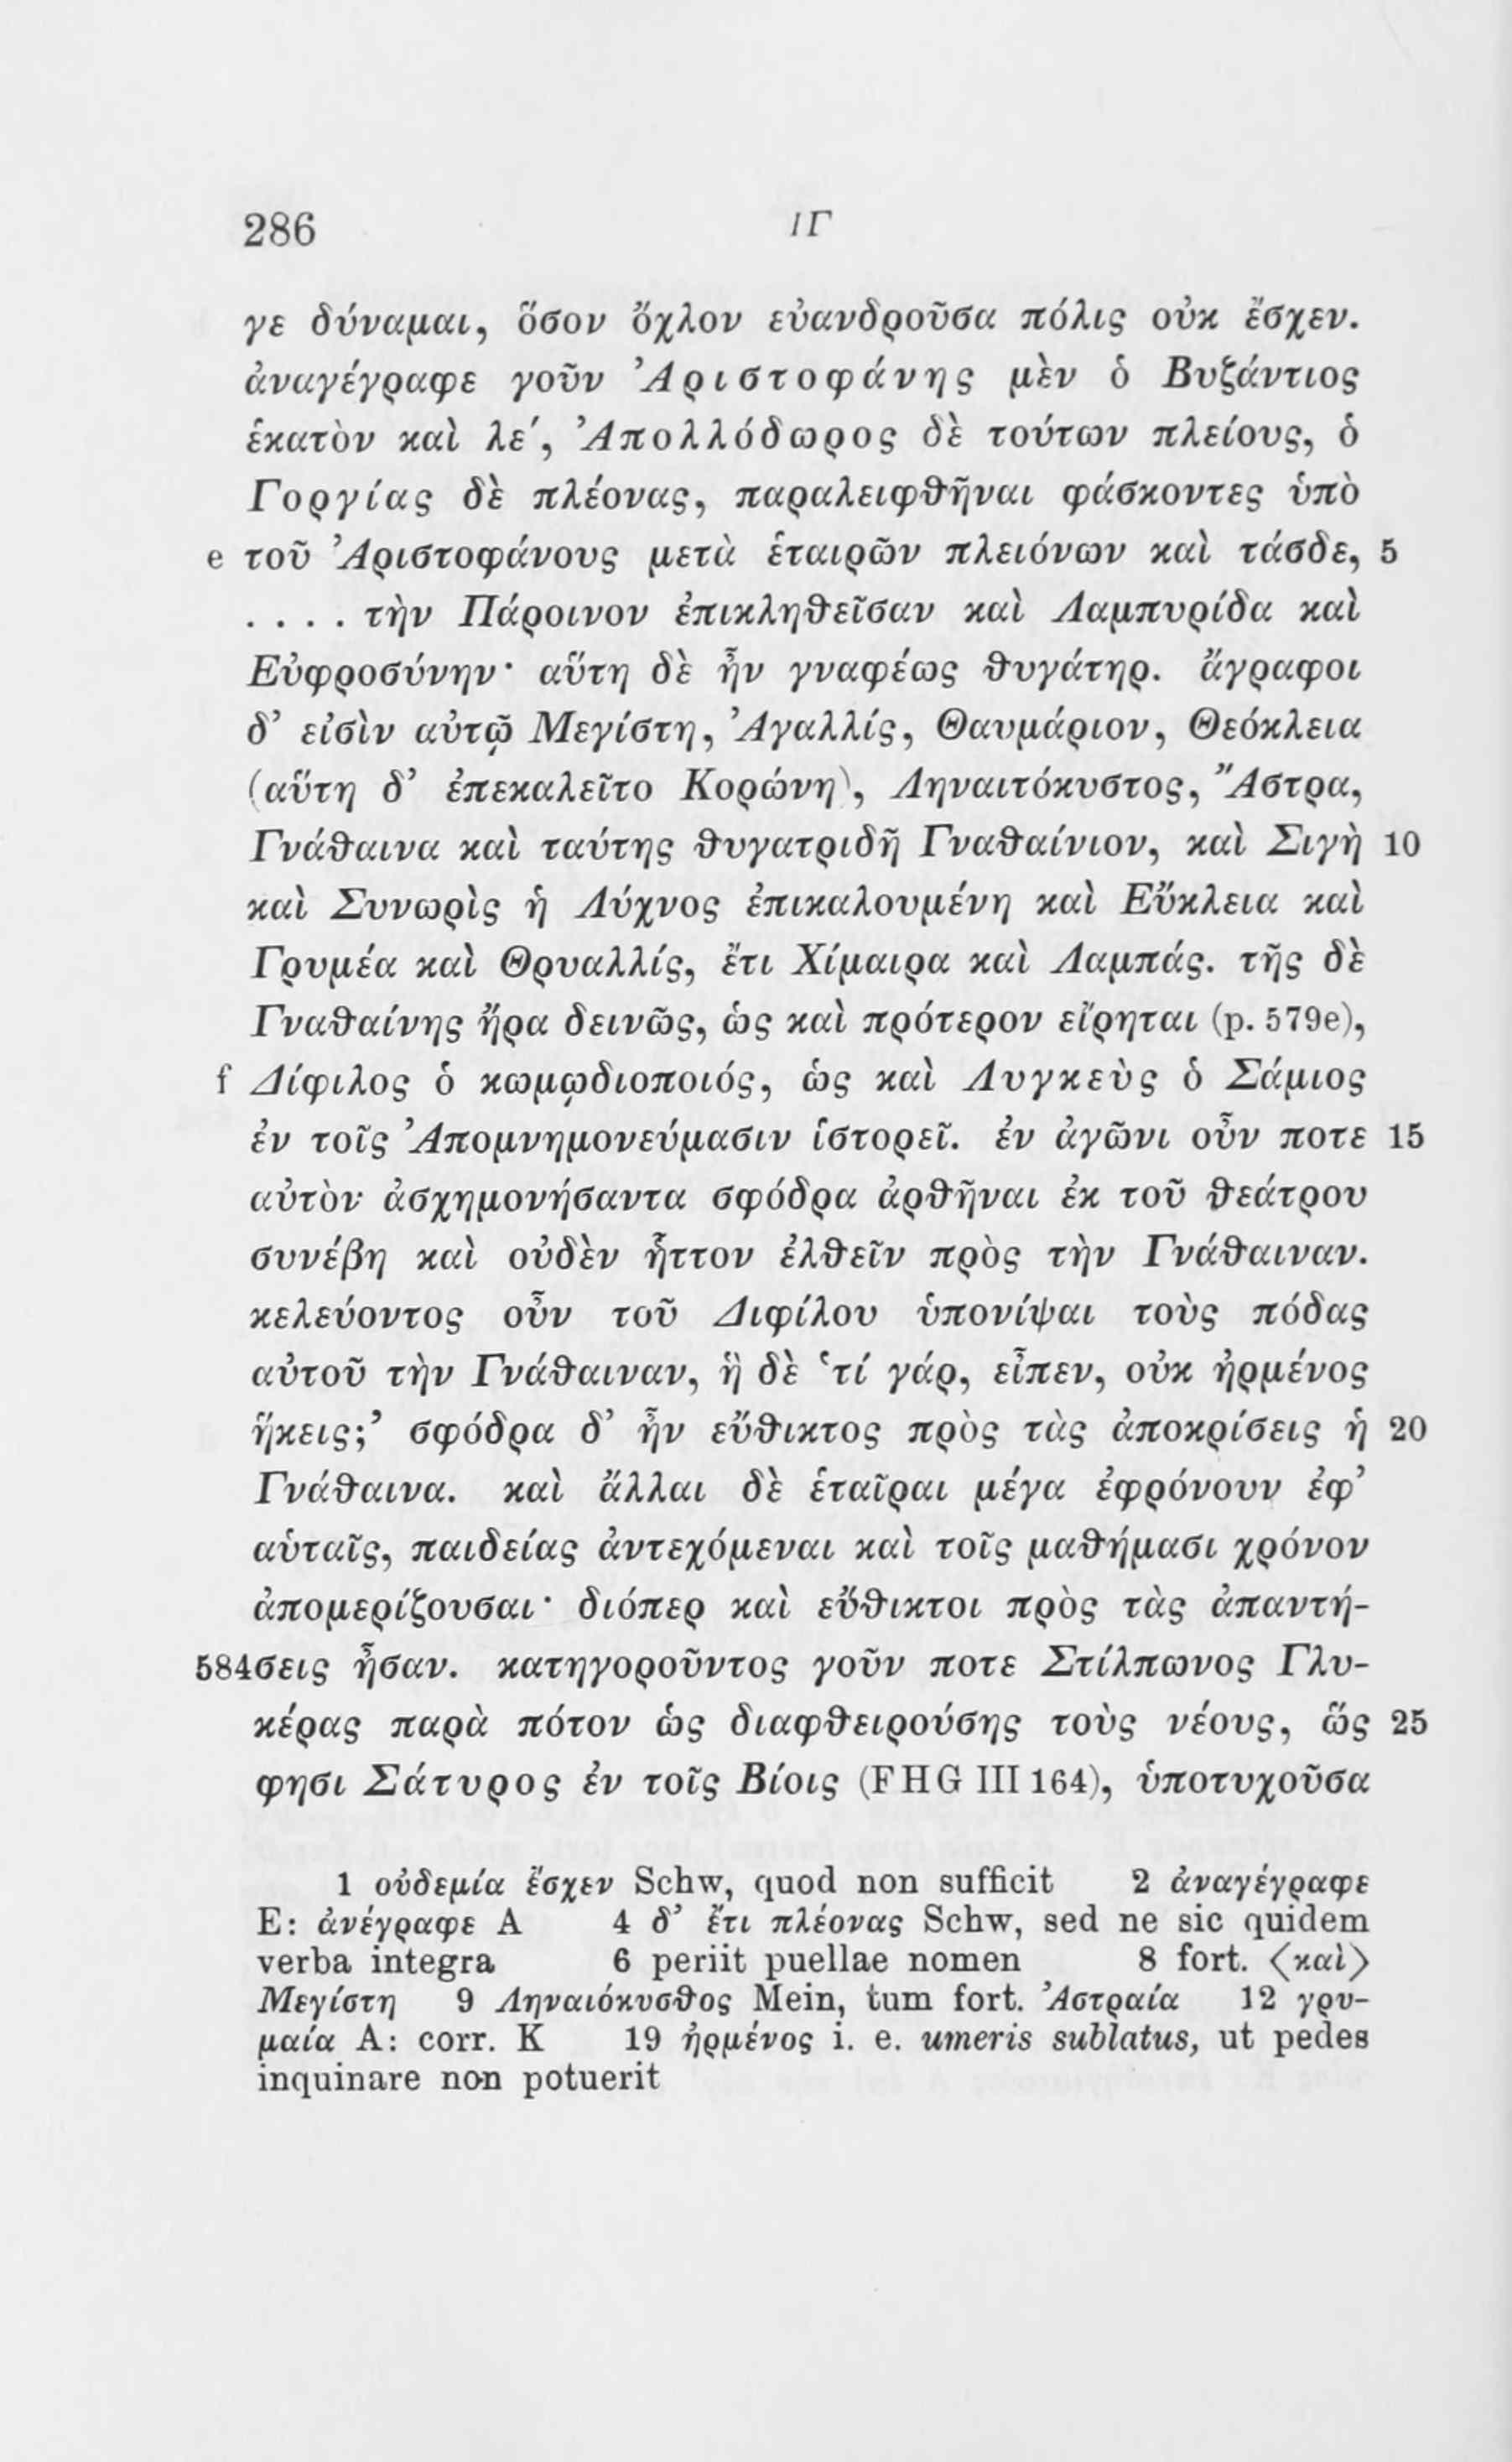 286 ΙΓ
γε δύναμαι, ὅσον ὄχλον εὐανδροῦσα πόλις οὐκ ἔσχεν.
ἀναγέγραφε γοῦν Ἀριστοφάνης μὲν ὁ Βυζάντιος
ἑκατὸν καὶ λε΄, Ἀπολλόδωρος δὲ τούτων πλείους, ὁ
Γοργίας δὲ πλέονας, παραλειφθῆναι φάσκοντες ὑπὸ
e τοῦ Ἀριστοφάνους μετὰ ἑταιρῶν πλειόνων καὶ τάσδε, 5
. . . . τὴν Πάροινον ἐπικληθεῖσαν καὶ Λαμπυρίδα καὶ
Εὐφροσύνην· αὕτη δὲ ἦν γναφέως θυγάτηρ. ἄγραφοι
δ’ εἰσὶν αὐτῷ Μεγίστη, Ἀγαλλίς, Θαυμάριον, Θεόκλεια
(αὕτη δ’ ἐπεκαλεῖτο Κορώνη), Ληναιτόκυστος, Ἄστρα,
Γνάθαινα καὶ ταύτης θυγατριδῆ Γναθαίνιον, καὶ Σιγὴ 10
καὶ Συνωρὶς ἡ Λύχνος ἐπικαλουμένη καὶ Εὔκλεια καὶ
Γρυμέα καὶ Θρυαλλίς, ἔτι Χίμαιρα καὶ Λαμπάς. τῆς δὲ
Γναθαίνης ἤρα δεινῶς, ὡς καὶ πρότερον εἴρηται (p. 579e),
f Δίφιλος ὁ κωμῳδιοποιός, ὡς καὶ Λυγκεὺς ὁ Σάμιος
ἐν τοῖς Ἀπομνημονεύμασιν ἱστορεῖ. ἐν ἀγῶνι οὖν ποτε 15
αὐτὸν ἀσχημονήσαντα σφόδρα ἀρθῆναι ἐκ τοῦ θεάτρου
συνέβη καὶ οὐδὲν ἧττον ἐλθεῖν πρὸς τὴν Γνάθαιναν.
κελεύοντος οὖν τοῦ Διφίλου ὑπονίψαι τοὺς πόδας
αὐτοῦ τὴν Γνάθαιναν, ἣ δὲ ‘τί γάρ, εἶπεν, οὐκ ἠρμένος
ἥκεις;’ σφόδρα δ’ ἦν εὔθικτος πρὸς τὰς ἀποκρίσεις ἡ 20
Γνάθαινα. καὶ ἄλλαι δὲ ἑταῖραι μέγα ἐφρόνουν ἐφ’
αὑταῖς, παιδείας ἀντεχόμεναι καὶ τοῖς μαθήμασι χρόνον
ἀπομερίζουσαι· διόπερ καὶ εὔθικτοι πρὸς τὰς ἀπαντή-
584 σεις ἦσαν. κατηγοροῦντος γοῦν ποτε Στίλπωνος Γλυ-
κέρας παρὰ πότον ὡς διαφθειρούσης τοὺς νέους, ὥς 25
φησι Σάτυρος ἐν τοῖς Βίοις (FHG III 164), ὑποτυχοῦσα
1 οὐδεμία ἔσχεν Schw, quod non sufficit 2 ἀναγέγραφε
E: ἀνέγραφε A 4 δ’ ἔτι πλέονας Schw, sed ne sic quidem
verba integra 6 periit puellae nomen 8 fort. ⟨καὶ⟩
Μεγίστη 9 Ληναιόκυσθος Mein, tum fort. Ἀστραία 12 γρυ-
μαία A: corr. K 19 ἠρμένος i. e. umeris sublatus, ut pedes
inquinare non potuerit